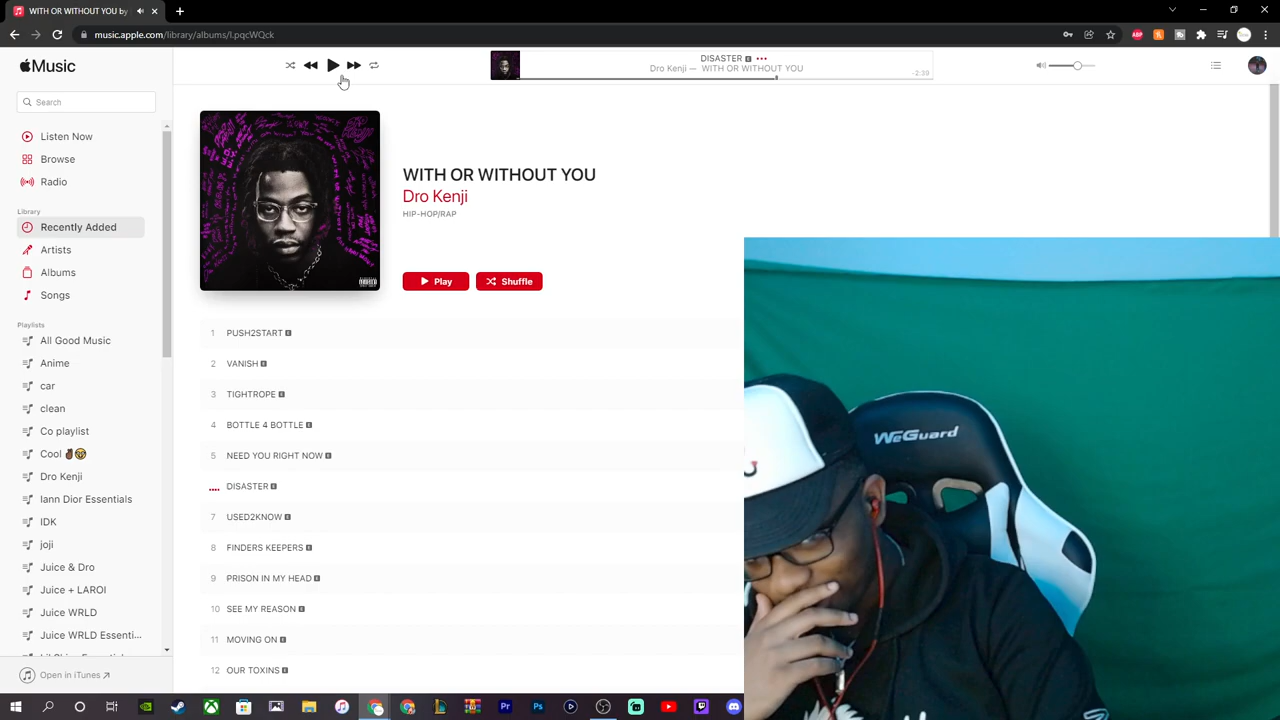 WITH OR WITHOUT YOU by
music.apple.com/library/albums/l.pqcWQck
ABP
Music
DISASTER E
Dro Kenji — WITH OR WITHOUT YOU
-2:39
Search
Listen Now
Browse
Radio
Library
Recently Added
Artists
Albums
Songs
Playlists
All Good Music
Anime
car
clean
Co playlist
Cool ✌🏿🤓
Dro Kenji
Iann Dior Essentials
IDK
joji
Juice & Dro
Juice + LAROI
Juice WRLD
Juice WRLD Essenti...
Open in iTunes ↗
WITH OR WITHOUT YOU
Dro Kenji
HIP-HOP/RAP
Play
Shuffle
1 PUSH2START E
2 VANISH E
3 TIGHTROPE E
4 BOTTLE 4 BOTTLE E
5 NEED YOU RIGHT NOW E
DISASTER E
7 USED2KNOW E
8 FINDERS KEEPERS E
9 PRISON IN MY HEAD E
10 SEE MY REASON E
11 MOVING ON E
12 OUR TOXINS E
WeGuard
Pr
Ps